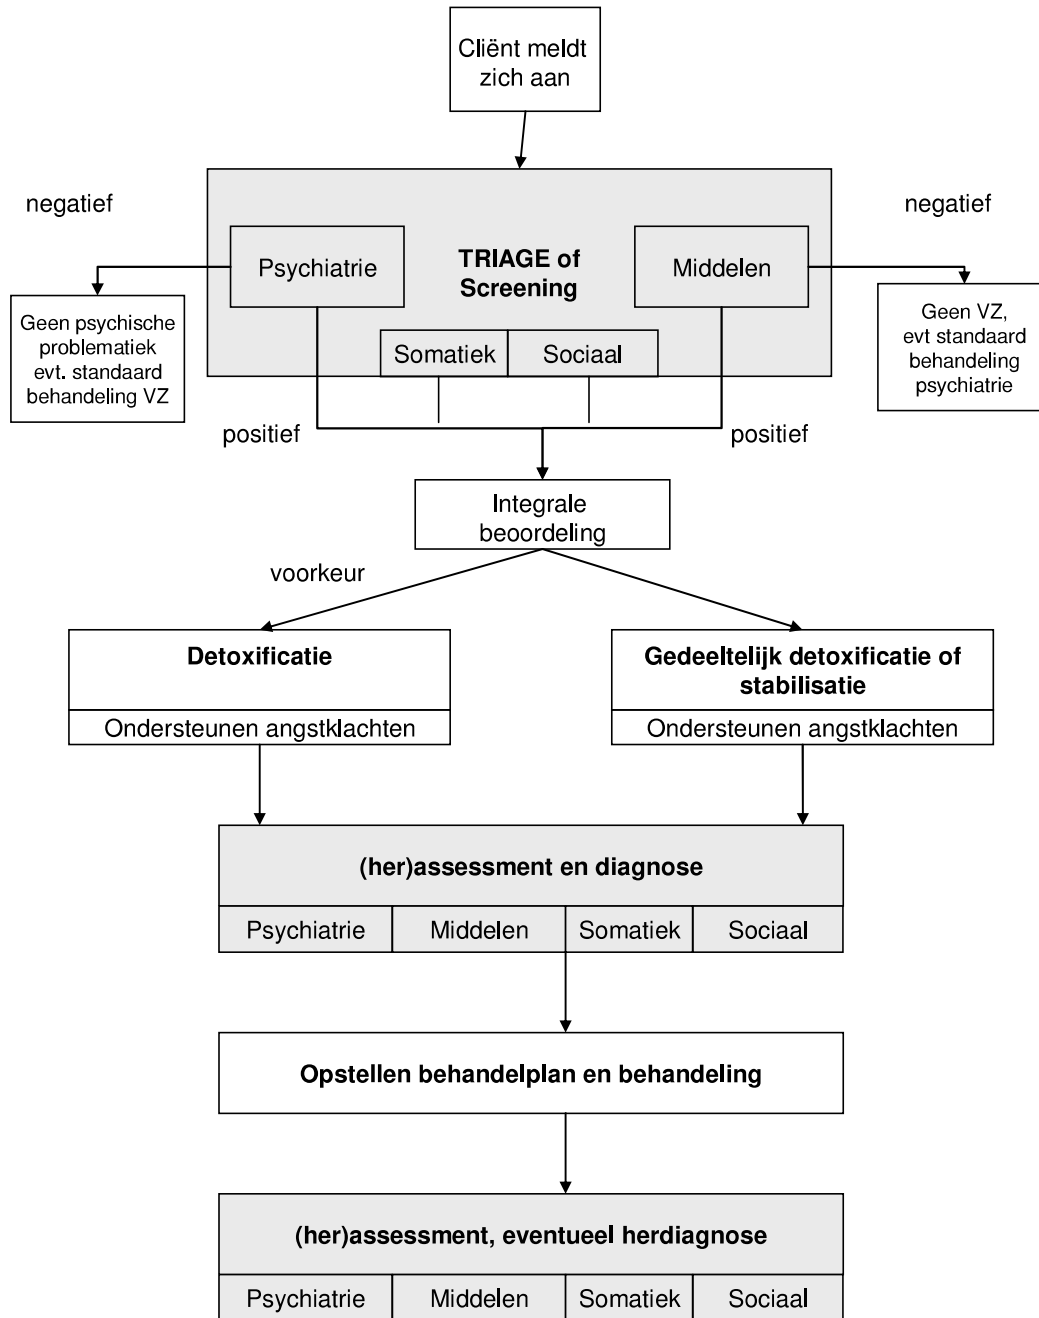 Cliënt meldt
zich aan
negatief
negatief
Psychiatrie
TRIAGE of
Screening
Middelen
Geen psychische
problematiek
evt. standaard
behandeling VZ
Geen VZ,
evt standaard
behandeling
psychiatrie
Somatiek
Sociaal
positief
positief
Integrale
beoordeling
voorkeur
Detoxificatie
Ondersteunen angstklachten
Gedeeltelijk detoxificatie of
stabilisatie
Ondersteunen angstklachten
(her)assessment en diagnose
Psychiatrie
Middelen
Somatiek
Sociaal
Opstellen behandelplan en behandeling
(her)assessment, eventueel herdiagnose
Psychiatrie
Middelen
Somatiek
Sociaal